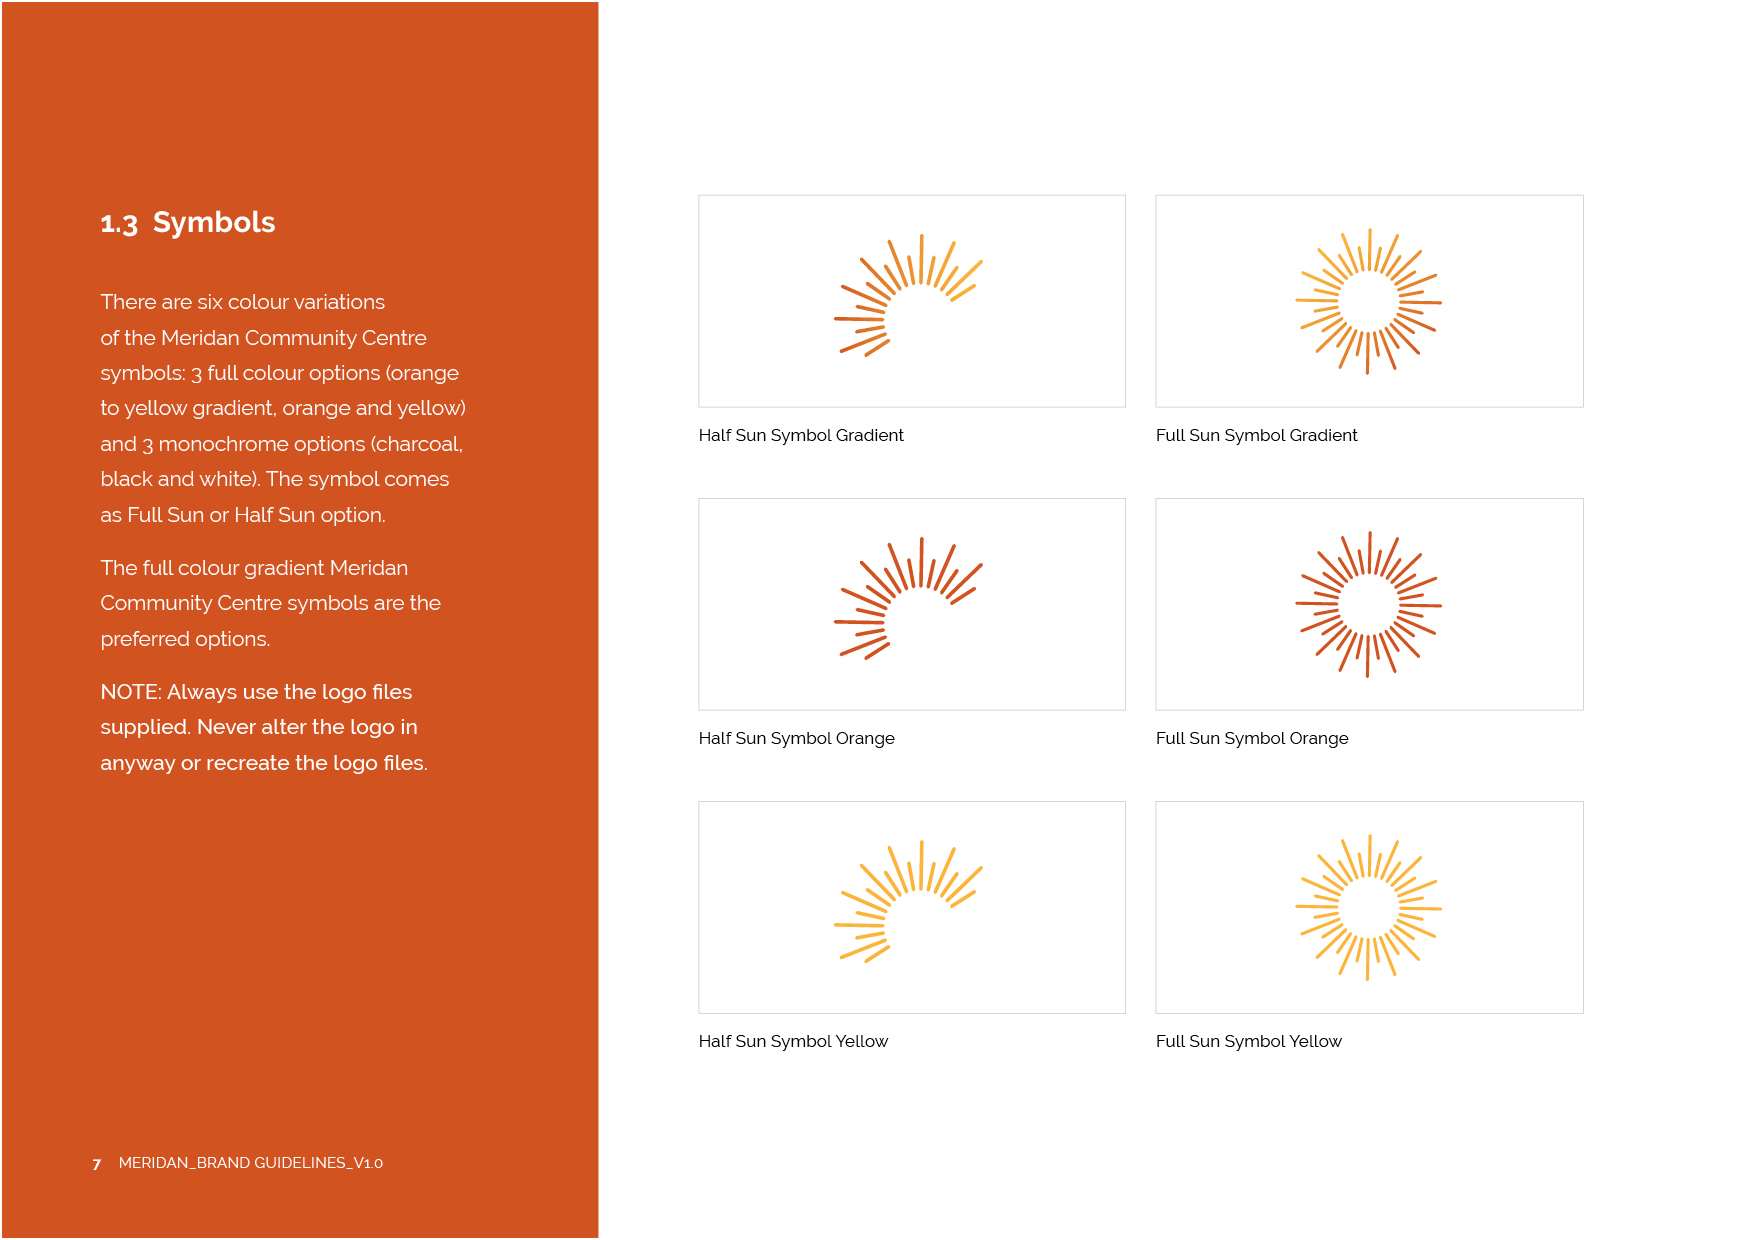 1.3 Symbols
There are six colour variations
of the Meridan Community Centre
symbols: 3 full colour options (orange
to yellow gradient, orange and yellow)
and 3 monochrome options (charcoal,
black and white). The symbol comes
as Full Sun or Half Sun option.
The full colour gradient Meridan
Community Centre symbols are the
preferred options.
NOTE: Always use the logo files
supplied. Never alter the logo in
anyway or recreate the logo files.
7 MERIDAN_BRAND GUIDELINES_V1.0
Half Sun Symbol Gradient
Full Sun Symbol Gradient
Half Sun Symbol Orange
Full Sun Symbol Orange
Half Sun Symbol Yellow
Full Sun Symbol Yellow